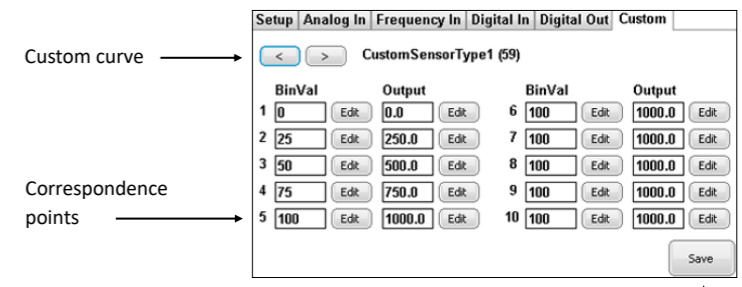 Setup Analog In Frequency In Digital In Digital Out Custom
Custom curve < > CustomSensorType1 (59)
BinVal Output BinVal Output
1 0 Edit 0.0 Edit 6 100 Edit 1000.0 Edit
2 25 Edit 250.0 Edit 7 100 Edit 1000.0 Edit
3 50 Edit 500.0 Edit 8 100 Edit 1000.0 Edit
Correspondence
4 75 Edit 750.0 Edit 9 100 Edit 1000.0 Edit
points
5 100 Edit 1000.0 Edit 10 100 Edit 1000.0 Edit
Save